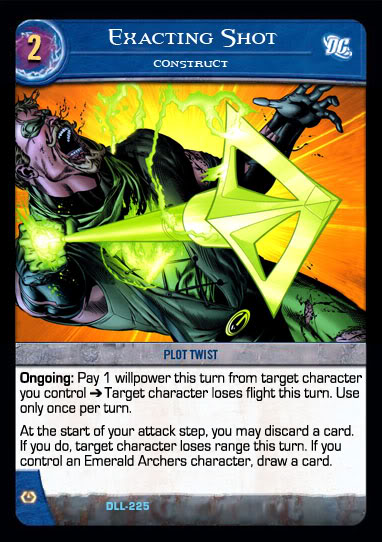 2
EXACTING SHOT
CONSTRUCT
DC
PLOT TWIST
Ongoing: Pay 1 willpower this turn from target character
you control ➔ Target character loses flight this turn. Use
only once per turn.
At the start of your attack step, you may discard a card.
If you do, target character loses range this turn. If you
control an Emerald Archers character, draw a card.
DLL-225